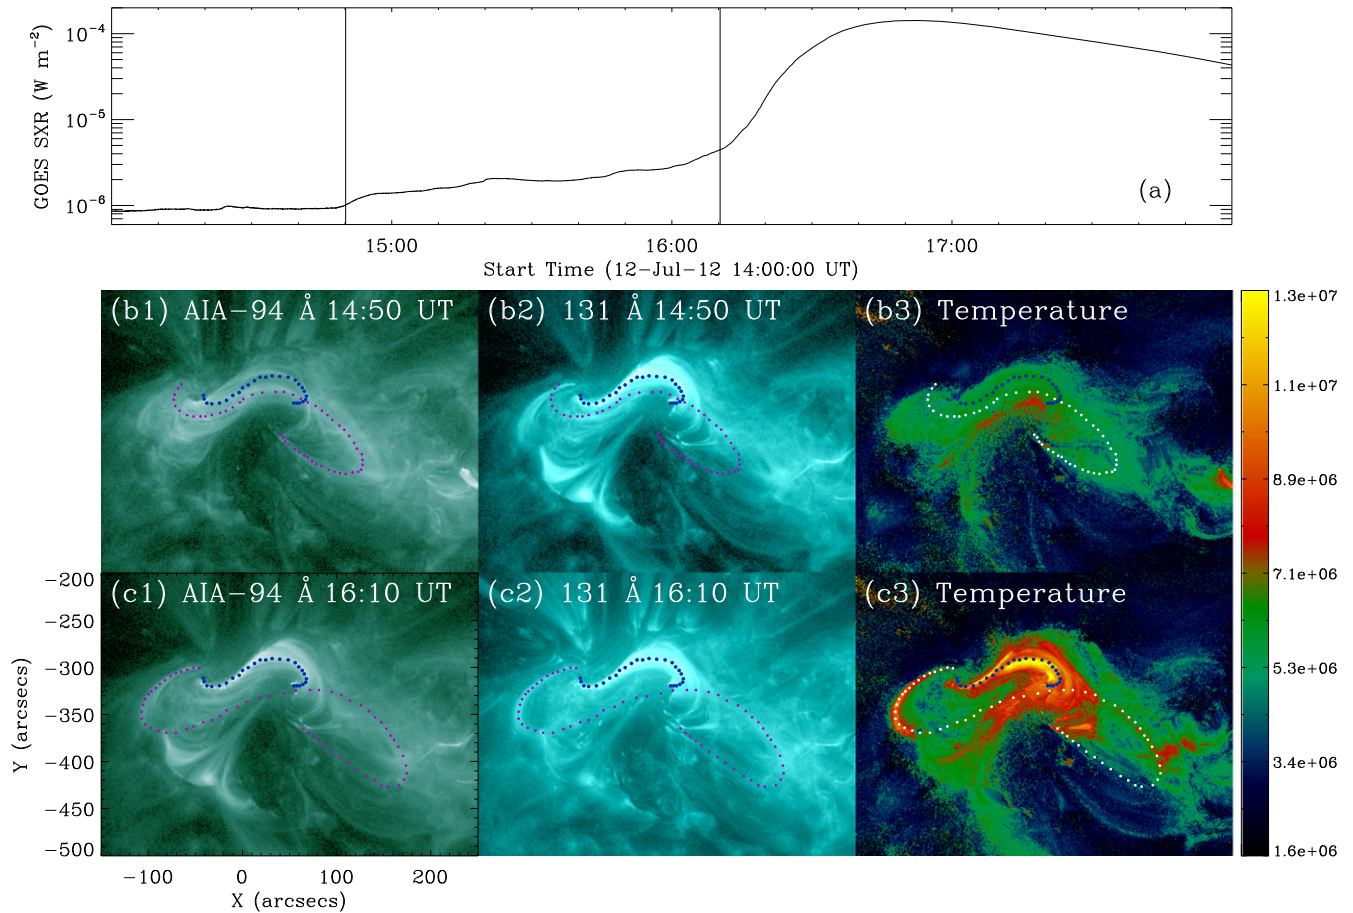 GOES SXR (W m⁻²)
10⁻⁴
10⁻⁵
10⁻⁶
(a)
15:00 16:00 17:00
Start Time (12-Jul-12 14:00:00 UT)
(b1) AIA-94 Å 14:50 UT
(b2) 131 Å 14:50 UT
(b3) Temperature
(c1) AIA-94 Å 16:10 UT
(c2) 131 Å 16:10 UT
(c3) Temperature
1.3e+07
1.1e+07
8.9e+06
7.1e+06
5.3e+06
3.4e+06
1.6e+06
Y (arcsecs)
-200
-250
-300
-350
-400
-450
-500
-100 0 100 200
X (arcsecs)